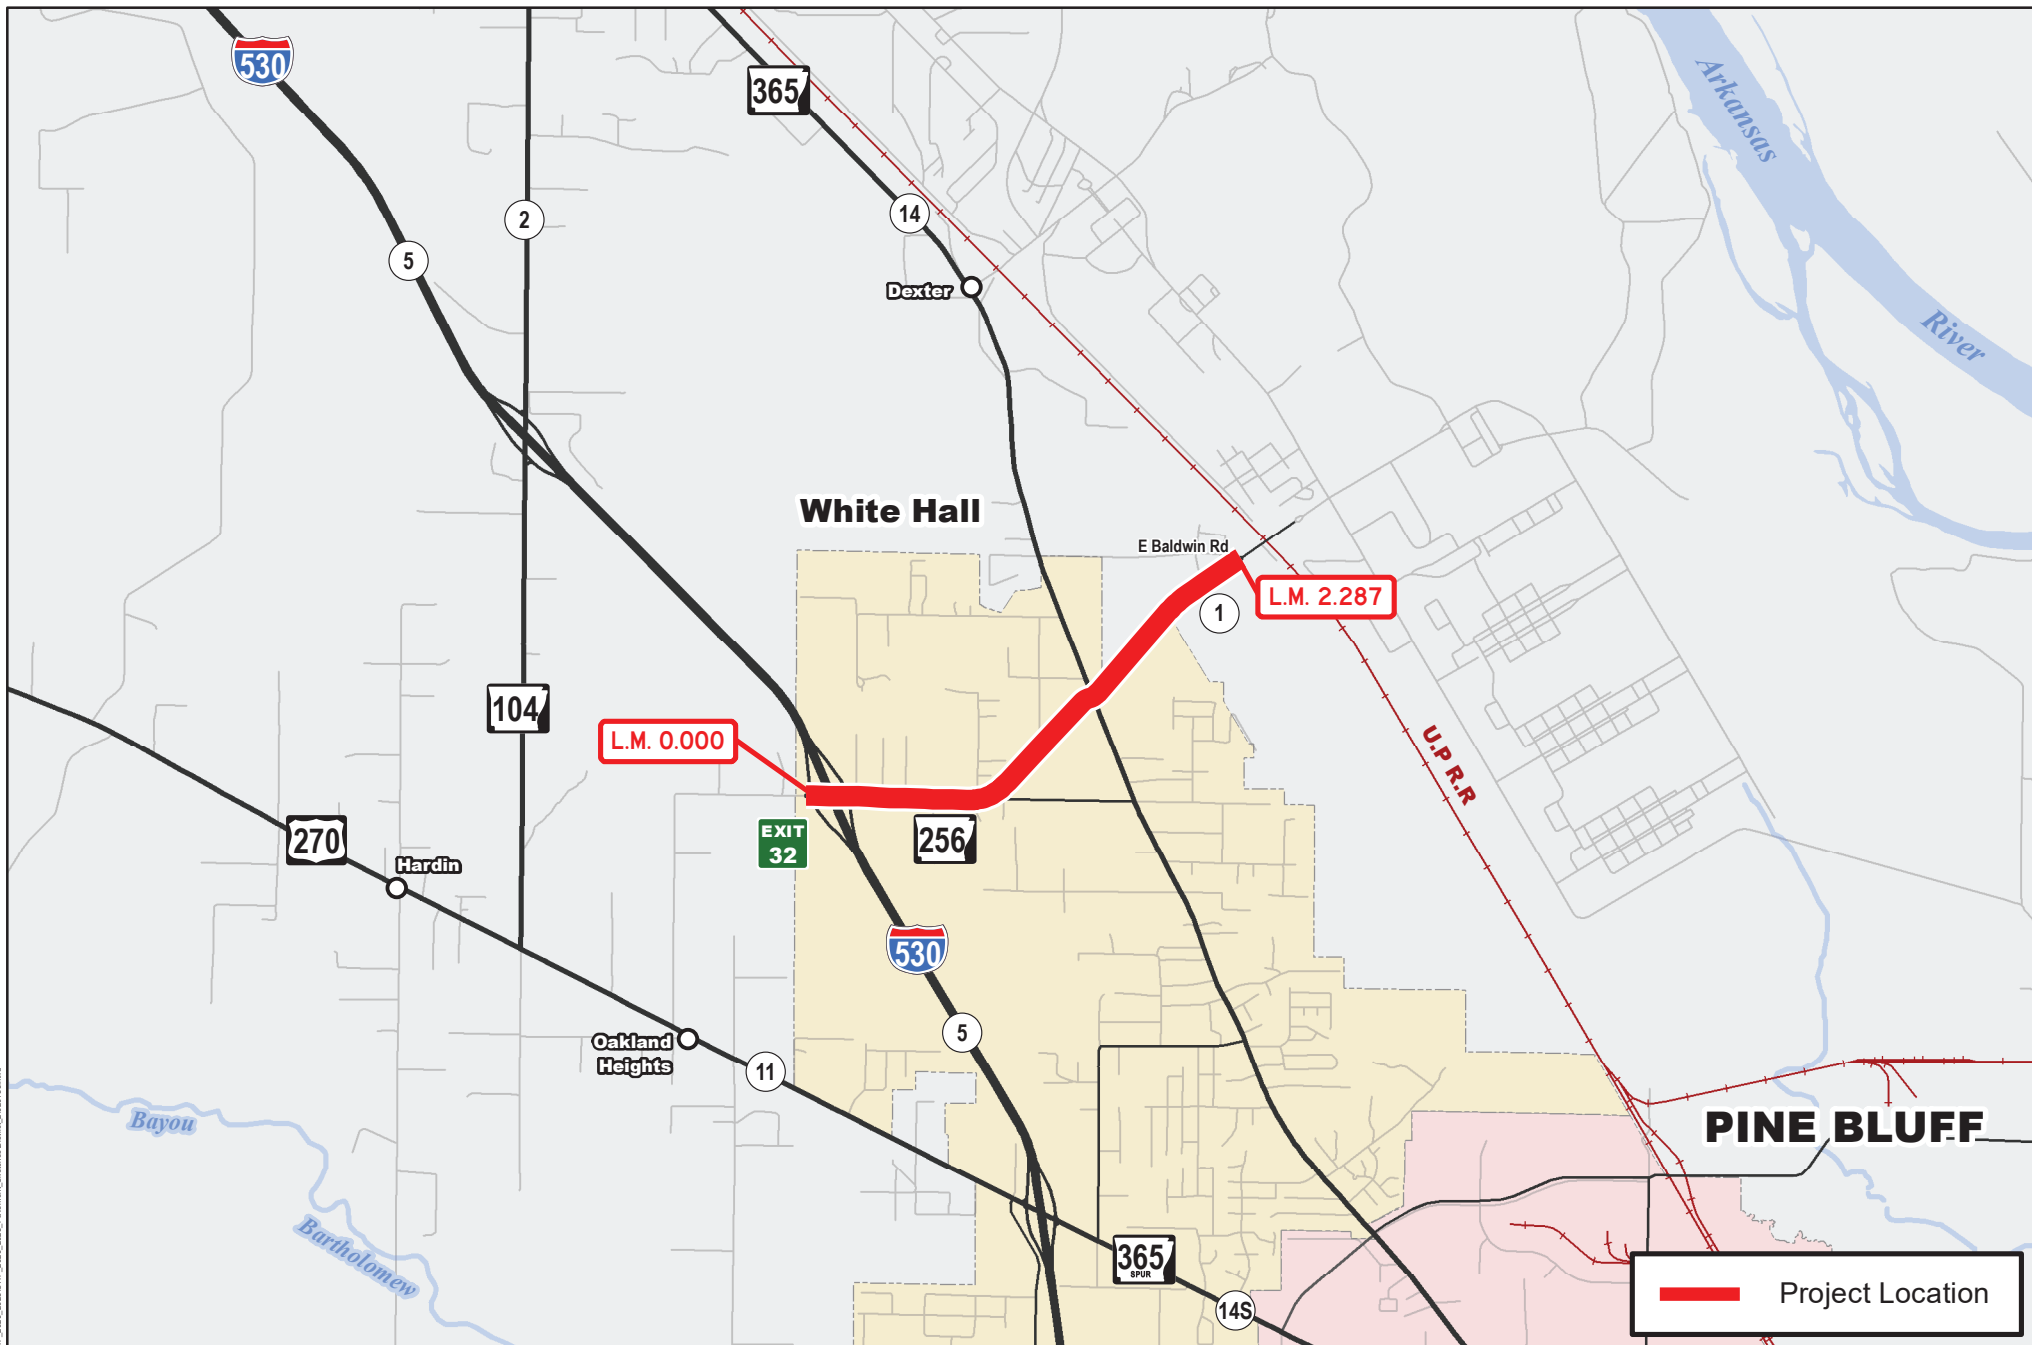 530
365
Arkansas
River
2
14
5
Dexter
White Hall
E Baldwin Rd
L.M. 2.287
1
104
L.M. 0.000
U.P R.R
EXIT
32
256
270
Hardin
530
5
Oakland
Heights
11
Bayou
Bartholomew
PINE BLUFF
365
SPUR
14S
Project Location